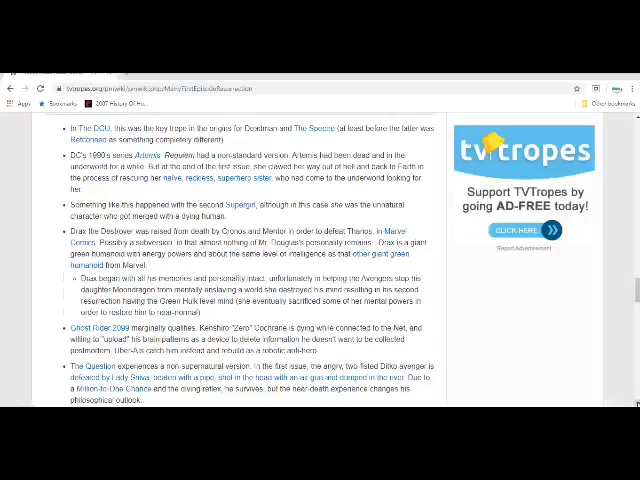 tvtropes.org/pmwiki/pmwiki.php/Main/FirstEpisodeResurrection
Apps Bookmarks 2007 History Of Ho... Other bookmarks
In The DCU, this was the key trope in the origins for Deadman and The Spectre (at least before the latter was
Retconned as something completely different)
DC's 1990's series Artemis: Requiem had a non-standard version. Artemis had been dead and in the
underworld for a while. But at the end of the first issue, she clawed her way out of hell and back to Earth in
the process of rescuing her naïve, reckless, superhero sister, who had come to the underworld looking for
her.
Something like this happened with the second Supergirl, although in this case she was the unnatural
character who got merged with a dying human.
Drax the Destroyer was raised from death by Cronos and Mentor in order to defeat Thanos, in Marvel
Comics. Possibly a subversion, in that almost nothing of Mr. Douglas's personality remains... Drax is a giant
green humanoid with energy powers and about the same level of intelligence as that other giant green
humanoid from Marvel.
Drax began with all his memories and personality intact, unfortunately in helping the Avengers stop his
daughter Moondragon from mentally enslaving a world she destroyed his mind resulting in his second
resurrection having the Green Hulk level mind (she eventually sacrificed some of her mental powers in
order to restore him to near-normal)
Ghost Rider 2099 marginally qualifies. Kenshiro "Zero" Cochrane is dying while connected to the Net, and
willing to "upload" his brain patterns as a device to delete information he doesn't want to be collected
postmortem. Uber-AIs catch him instead and rebuild as a robotic anti-hero.
The Question experiences a non-supernatural version. In the first issue, the angry, two-fisted Ditko avenger is
defeated by Lady Shiva, beaten with a pipe, shot in the head with an air gun and dumped in the river. Due to
a Million-to-One Chance and the diving reflex, he survives, but the near-death experience changes his
philosophical outlook.
tvtropes
Support TVTropes by
going AD-FREE today!
CLICK HERE
Report Advertisement